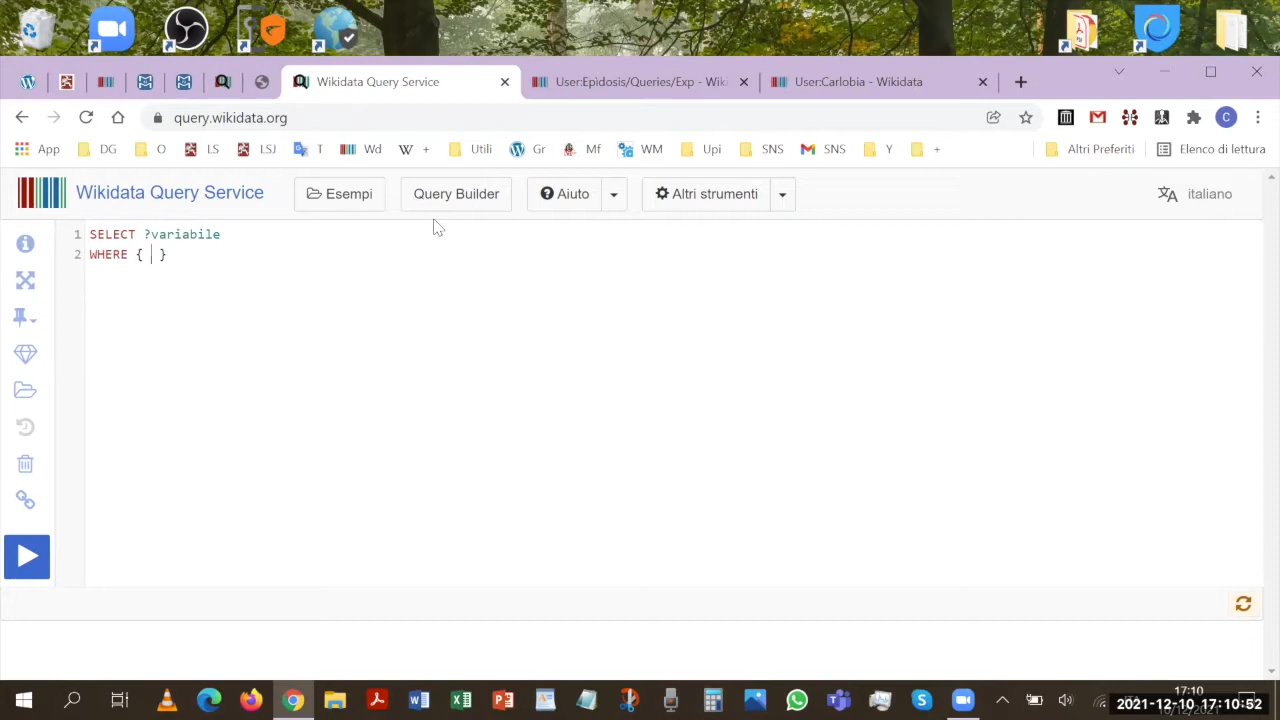 Wikidata Query Service
User:Epìdosis/Queries/Exp - Wiki
User:Carlobia - Wikidata
query.wikidata.org
C
App
DG
O
LS
LSJ
T
Wd
+
Utili
Gr
Mf
WM
Upi
SNS
SNS
Y
+
Altri Preferiti
Elenco di lettura
Wikidata Query Service
Esempi
Query Builder
Aiuto
Altri strumenti
italiano
1 SELECT ?variabile
2 WHERE { }
17:10
2021-12-10 17:10:52